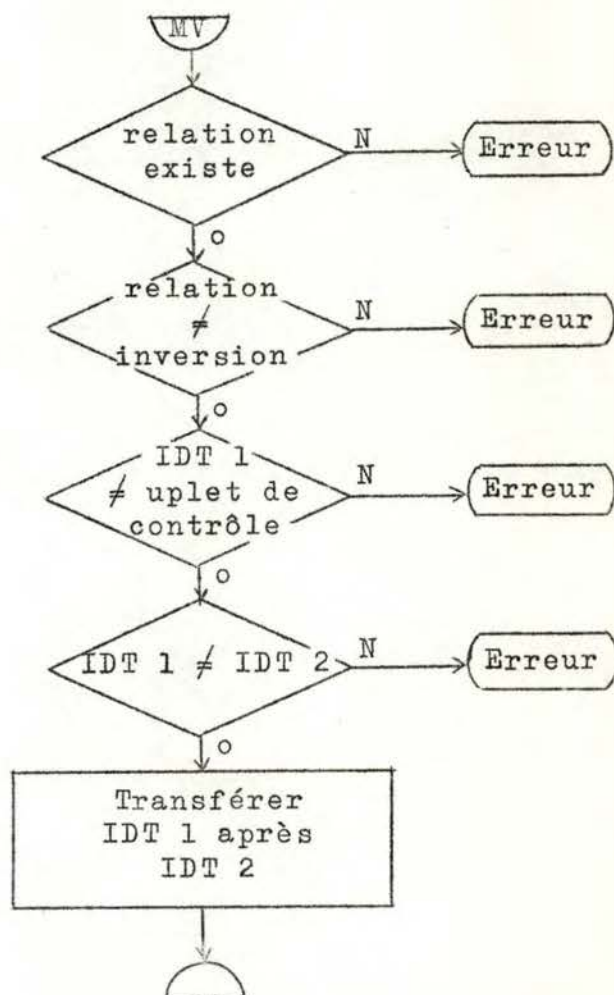 MV
relation
existe
N
Erreur
o
relation
≠
inversion
N
Erreur
o
IDT 1
≠ uplet de
contrôle
N
Erreur
o
IDT 1 ≠ IDT 2
N
Erreur
o
Transférer
IDT 1 après
IDT 2